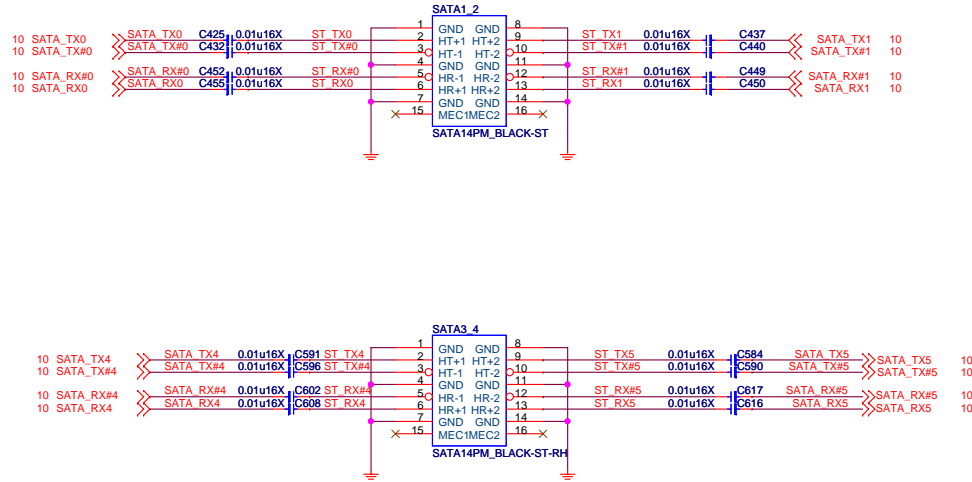 SATA1_2
1 GND GND 8
10 SATA_TX0 SATA_TX0 C425 0.01u16X ST_TX0 2 HT+1 HT+2 9 ST_TX1 0.01u16X C437 SATA_TX1 10
10 SATA_TX#0 SATA_TX#0 C432 0.01u16X ST_TX#0 3 HT-1 HT-2 10 ST_TX#1 0.01u16X C440 SATA_TX#1 10
4 GND GND 11
10 SATA_RX#0 SATA_RX#0 C452 0.01u16X ST_RX#0 5 HR-1 HR-2 12 ST_RX#1 0.01u16X C449 SATA_RX#1 10
10 SATA_RX0 SATA_RX0 C455 0.01u16X ST_RX0 6 HR+1 HR+2 13 ST_RX1 0.01u16X C450 SATA_RX1 10
7 GND GND 14
15 MEC1 MEC2 16
SATA14PM_BLACK-ST
SATA3_4
1 GND GND 8
10 SATA_TX4 SATA_TX4 0.01u16X C591 ST_TX4 2 HT+1 HT+2 9 ST_TX5 0.01u16X C584 SATA_TX5 SATA_TX5 10
10 SATA_TX#4 SATA_TX#4 0.01u16X C596 ST_TX#4 3 HT-1 HT-2 10 ST_TX#5 0.01u16X C590 SATA_TX#5 SATA_TX#5 10
4 GND GND 11
10 SATA_RX#4 SATA_RX#4 0.01u16X C602 ST_RX#4 5 HR-1 HR-2 12 ST_RX#5 0.01u16X C617 SATA_RX#5 SATA_RX#5 10
10 SATA_RX4 SATA_RX4 0.01u16X C608 ST_RX4 6 HR+1 HR+2 13 ST_RX5 0.01u16X C616 SATA_RX5 SATA_RX5 10
7 GND GND 14
15 MEC1 MEC2 16
SATA14PM_BLACK-ST-RH